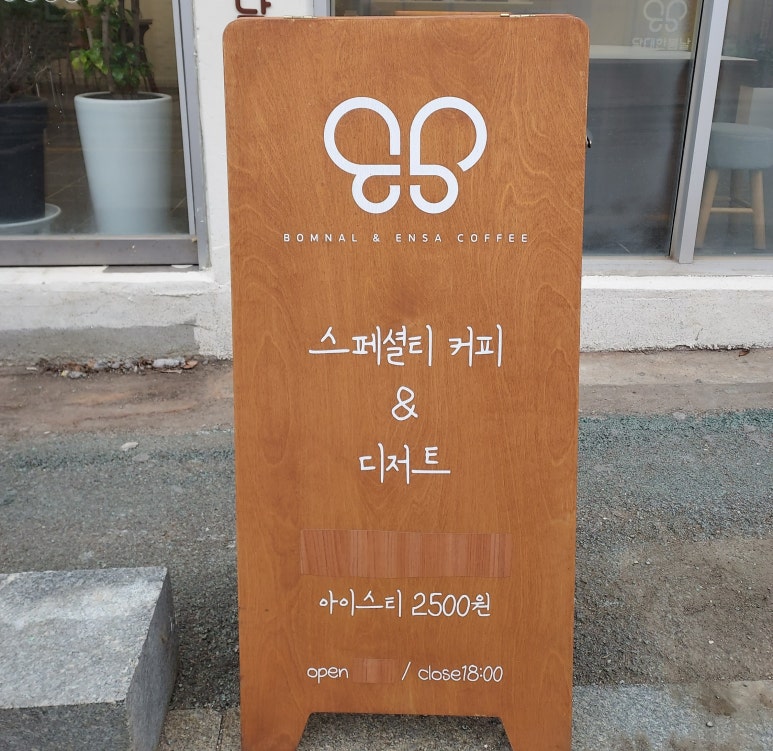 BOMNAL & ENSA COFFEE
스페셜티 커피
&
디저트
아이스티 2500원
open / close18:00